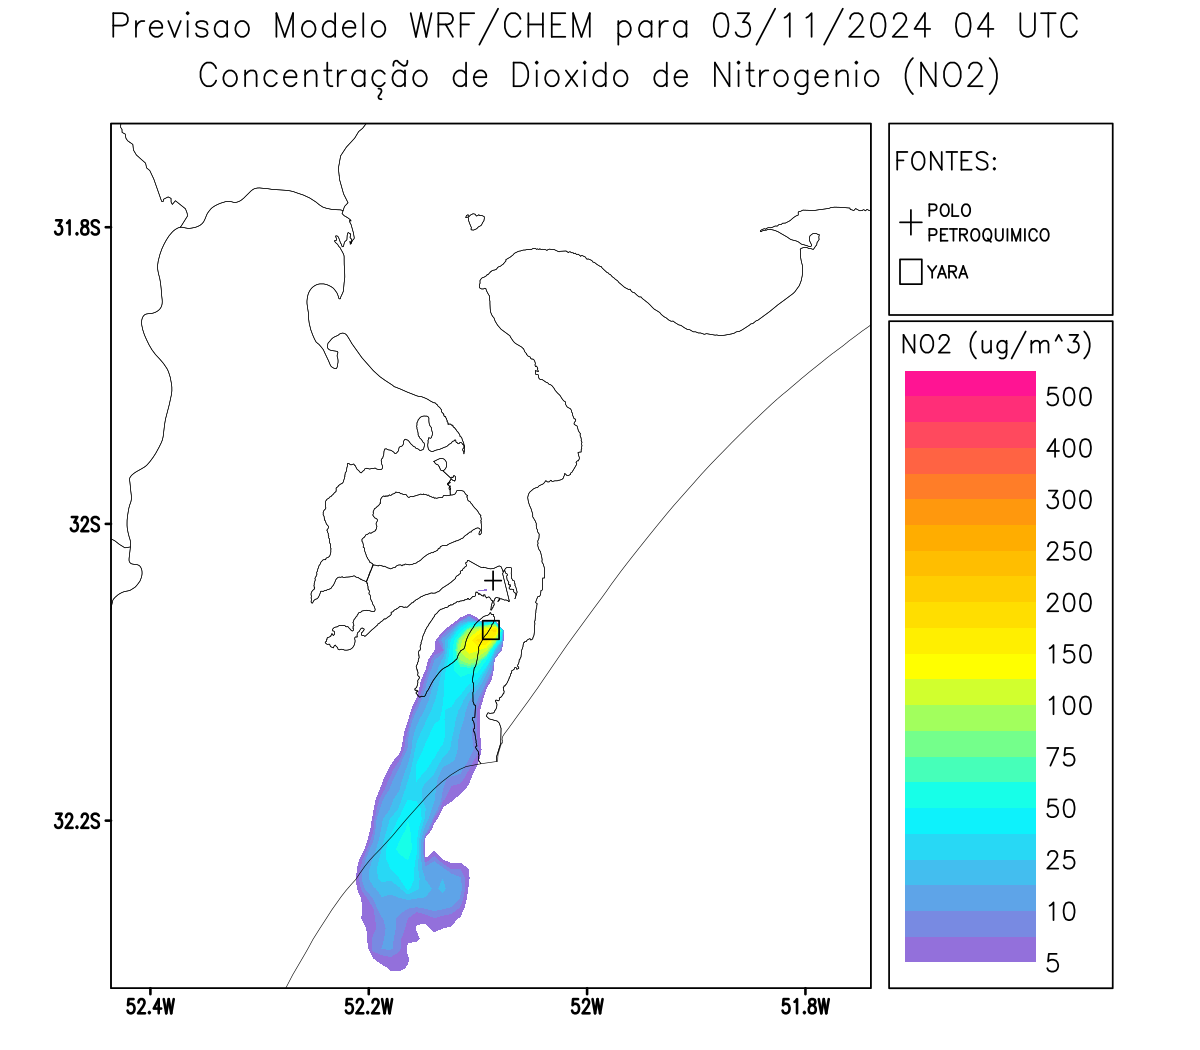 Previsao Modelo WRF/CHEM para 03/11/2024 04 UTC
Concentração de Dioxido de Nitrogenio (NO2)
FONTES:
POLO
PETROQUIMICO
YARA
NO2 (ug/m^3)
500
400
300
250
200
150
100
75
50
25
10
5
31.8S
32S
32.2S
52.4W 52.2W 52W 51.8W